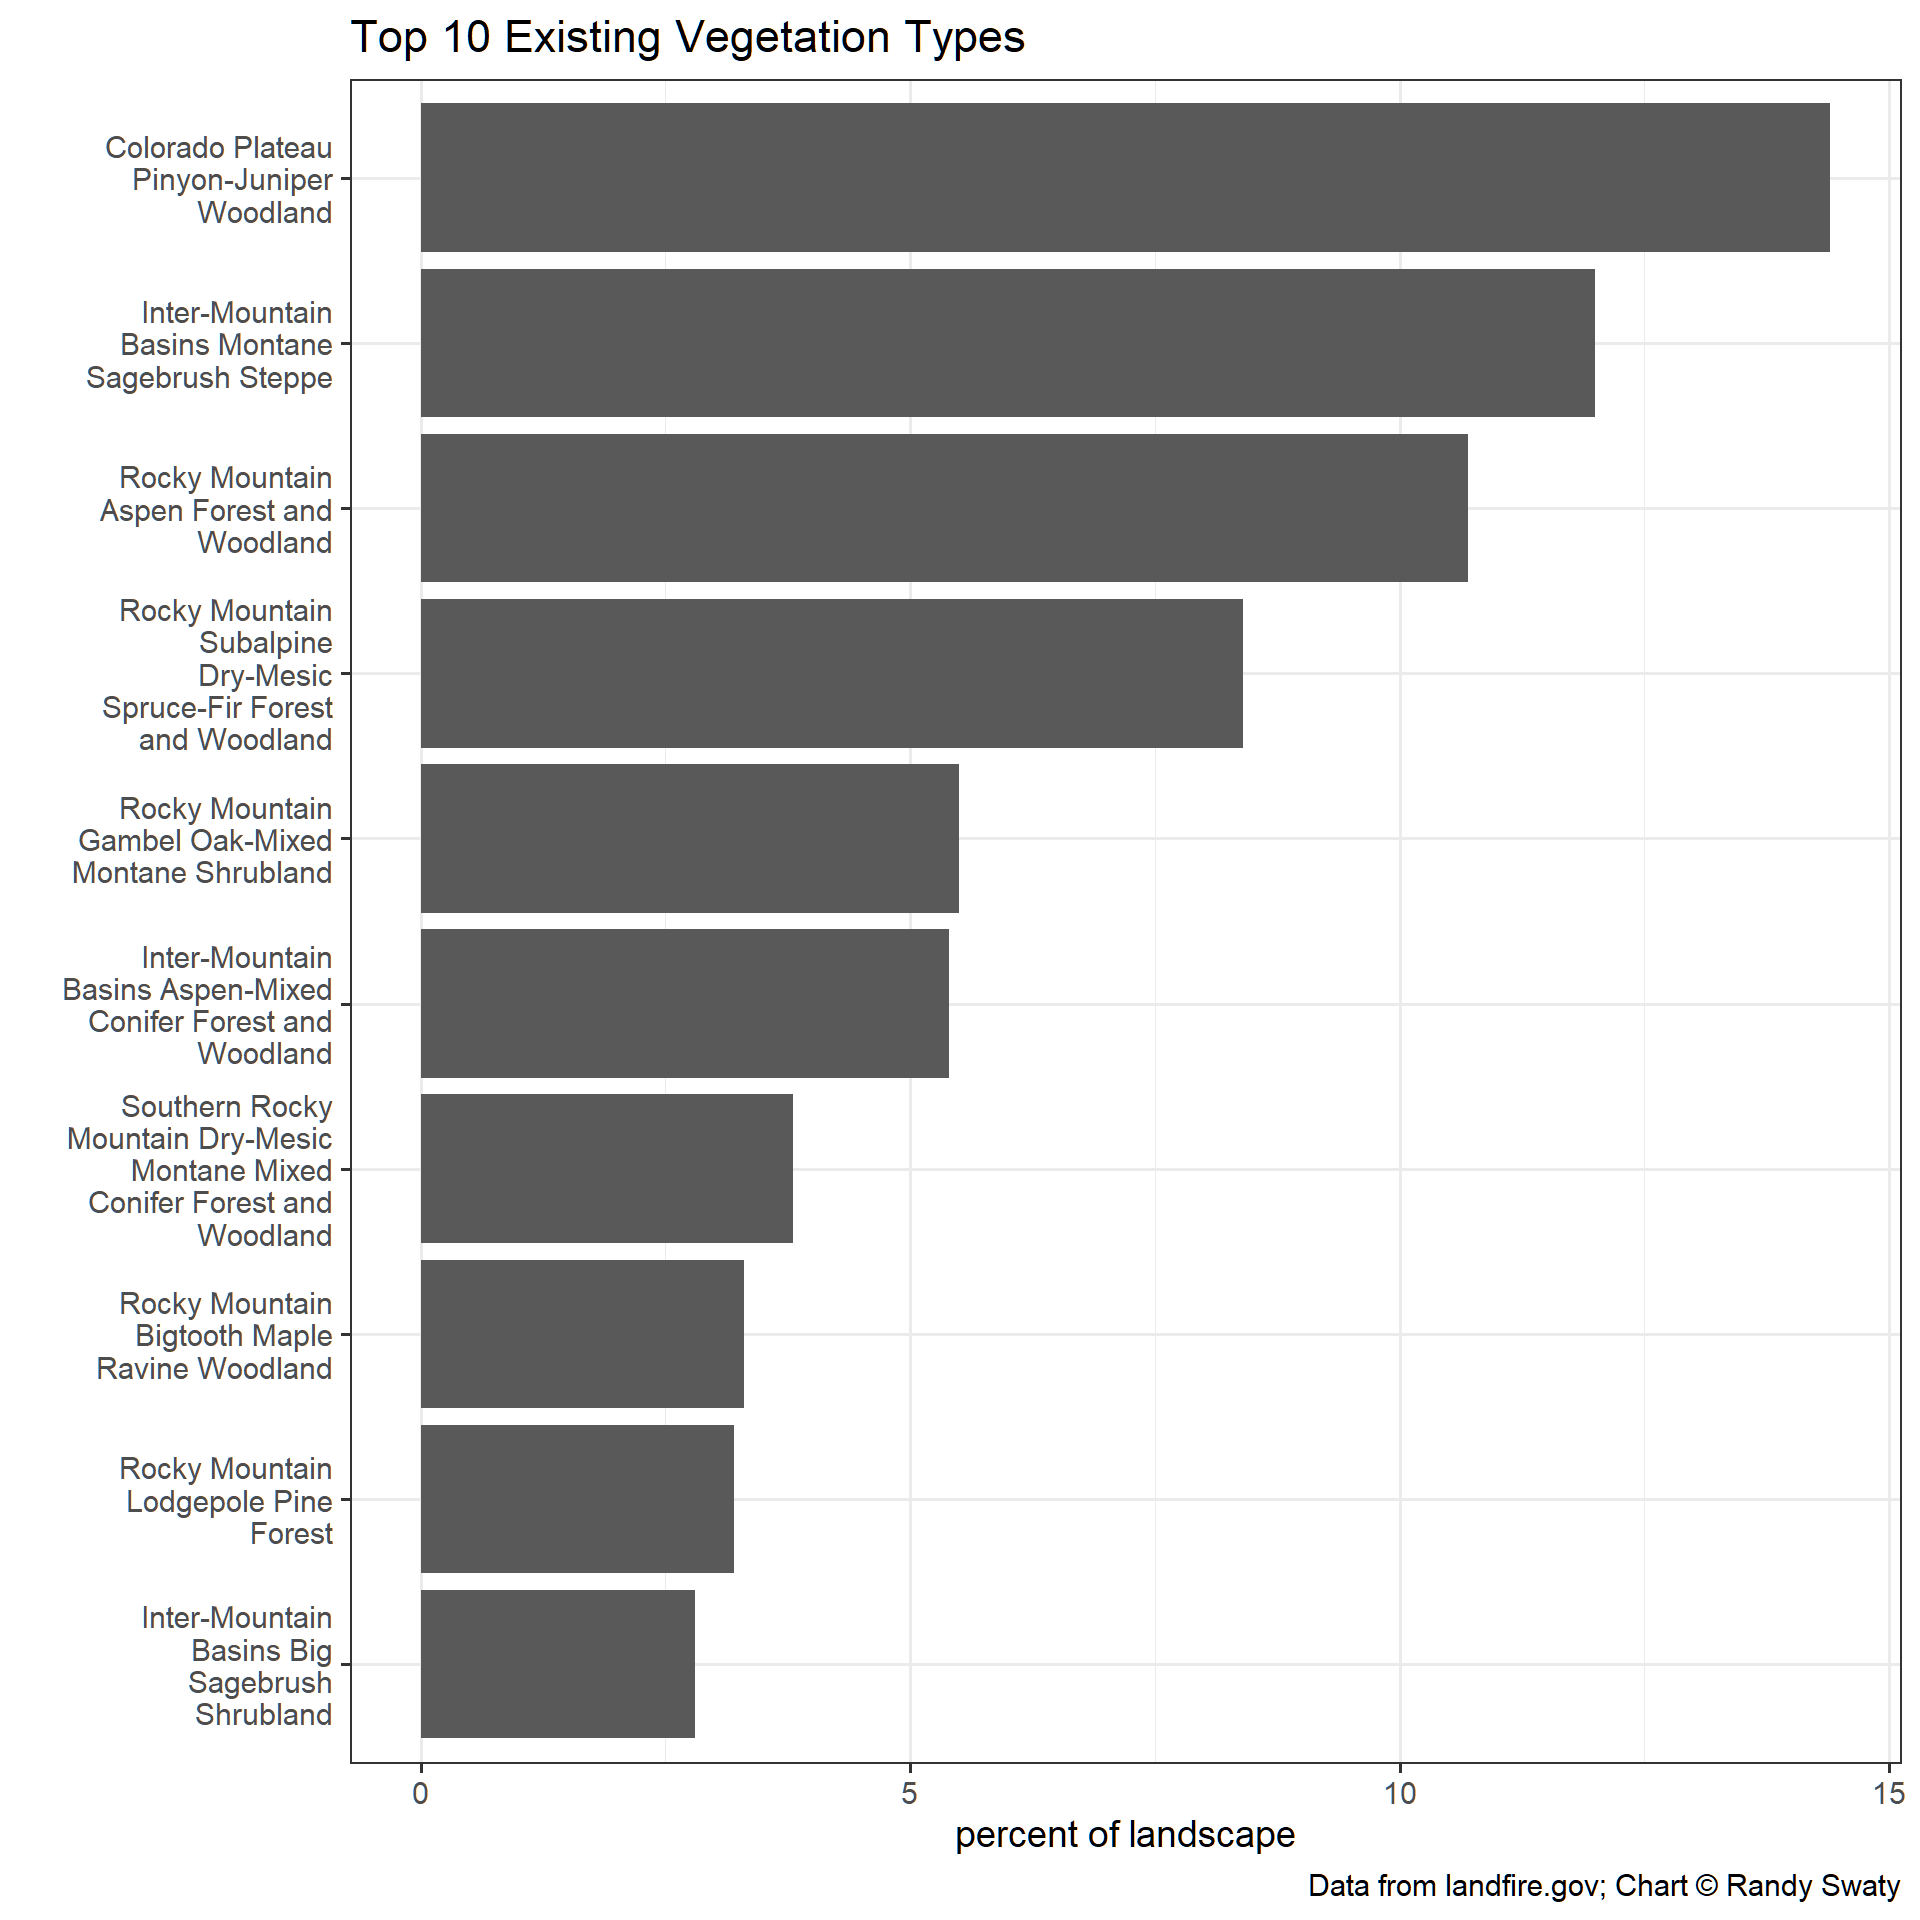 Top 10 Existing Vegetation Types
Colorado Plateau
Pinyon-Juniper
Woodland
Inter-Mountain
Basins Montane
Sagebrush Steppe
Rocky Mountain
Aspen Forest and
Woodland
Rocky Mountain
Subalpine
Dry-Mesic
Spruce-Fir Forest
and Woodland
Rocky Mountain
Gambel Oak-Mixed
Montane Shrubland
Inter-Mountain
Basins Aspen-Mixed
Conifer Forest and
Woodland
Southern Rocky
Mountain Dry-Mesic
Montane Mixed
Conifer Forest and
Woodland
Rocky Mountain
Bigtooth Maple
Ravine Woodland
Rocky Mountain
Lodgepole Pine
Forest
Inter-Mountain
Basins Big
Sagebrush
Shrubland
0 5 10 15
percent of landscape
Data from landfire.gov; Chart © Randy Swaty